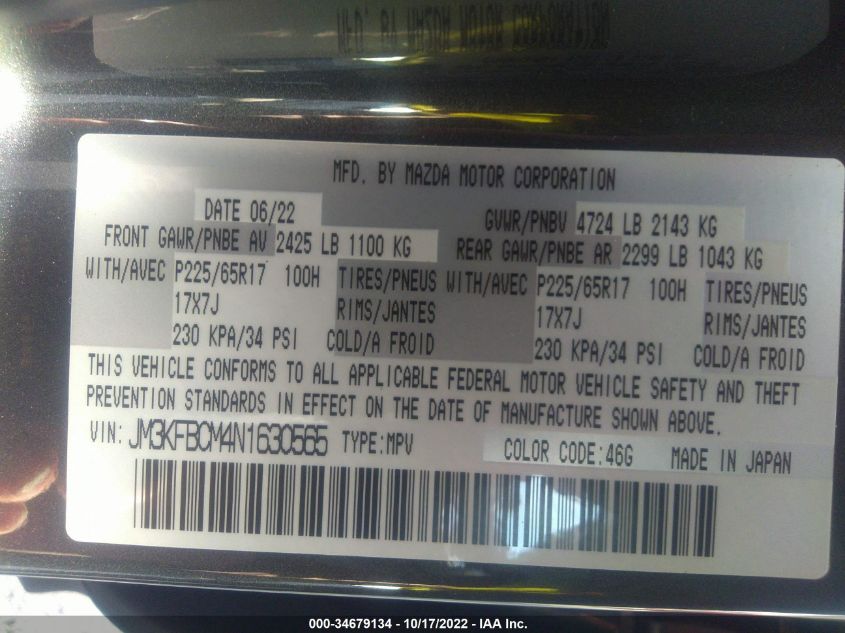 MFD. BY MAZDA MOTOR CORPORATION
DATE 06/22 GVWR/PNBV 4724 LB 2143 KG
FRONT GAWR/PNBE AV 2425 LB 1100 KG REAR GAWR/PNBE AR 2299 LB 1043 KG
WITH/AVEC P225/65R17 100H TIRES/PNEUS WITH/AVEC P225/65R17 100H TIRES/PNEUS
17X7J RIMS/JANTES 17X7J RIMS/JANTES
230 KPA/34 PSI COLD/A FROID 230 KPA/34 PSI COLD/A FROID
THIS VEHICLE CONFORMS TO ALL APPLICABLE FEDERAL MOTOR VEHICLE SAFETY AND THEFT
PREVENTION STANDARDS IN EFFECT ON THE DATE OF MANUFACTURE SHOWN ABOVE.
VIN: JM3KFBCM4N1630565 TYPE:MPV COLOR CODE:46G MADE IN JAPAN
000-34679134 - 10/17/2022 - IAA Inc.